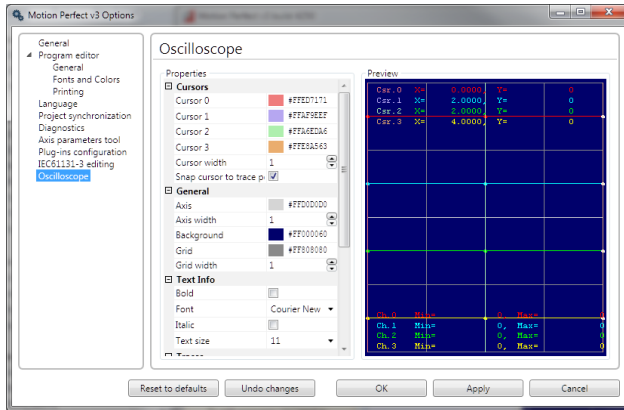 Motion Perfect v3 Options
General
Program editor
General
Fonts and Colors
Printing
Language
Project synchronization
Diagnostics
Axis parameters tool
Plug-ins configuration
IEC61131-3 editing
Oscilloscope
Oscilloscope
Properties
Cursors
Cursor 0 #FFED7171
Cursor 1 #FFAF9EEF
Cursor 2 #FFA6EDA6
Cursor 3 #FFE8A563
Cursor width 1
Snap cursor to trace p
General
Axis #FFD0D0D0
Axis width 1
Background #FF000060
Grid #FF808080
Grid width 1
Text Info
Bold
Font Courier New
Italic
Text size 11
Traces
Preview
Csr.0 X= 0.0000, Y= 0
Csr.1 X= 2.0000, Y= 0
Csr.2 X= 2.0000, Y= 0
Csr.3 X= 4.0000, Y= 0
Ch.0 Min= 0, Max= 0
Ch.1 Min= 0, Max= 0
Ch.2 Min= 0, Max= 0
Ch.3 Min= 0, Max= 0
Reset to defaults
Undo changes
OK
Apply
Cancel